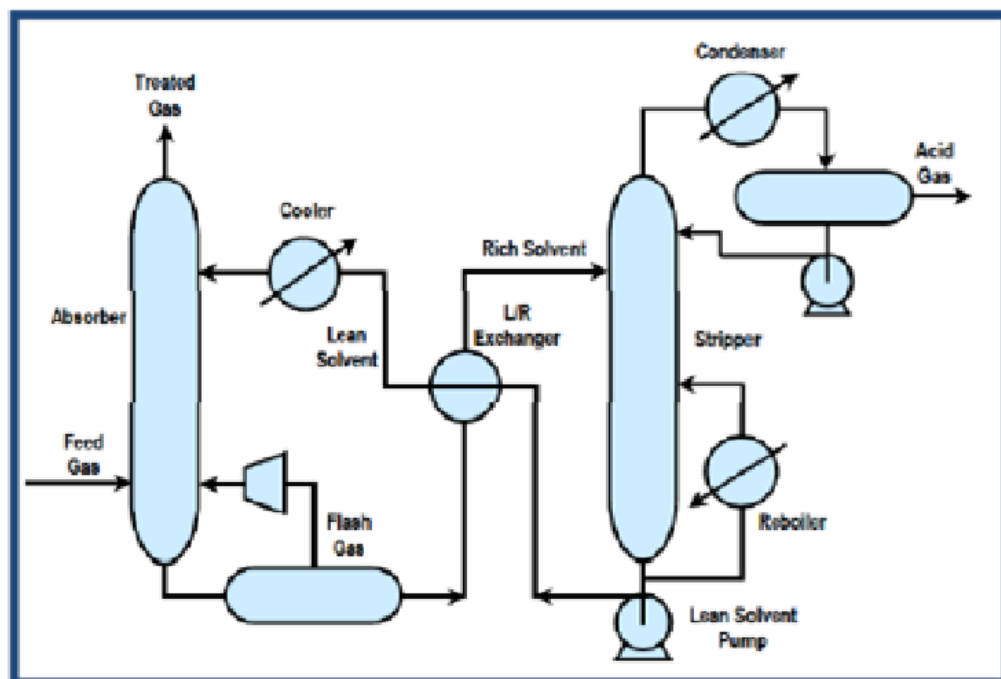 Condenser
Treated
Gas
Acid
Gas
Cooler
Rich Solvent
Absorber
L/R
Exchanger
Lean
Solvent
Stripper
Feed
Gas
Flash
Gas
Reboiler
Lean Solvent
Pump